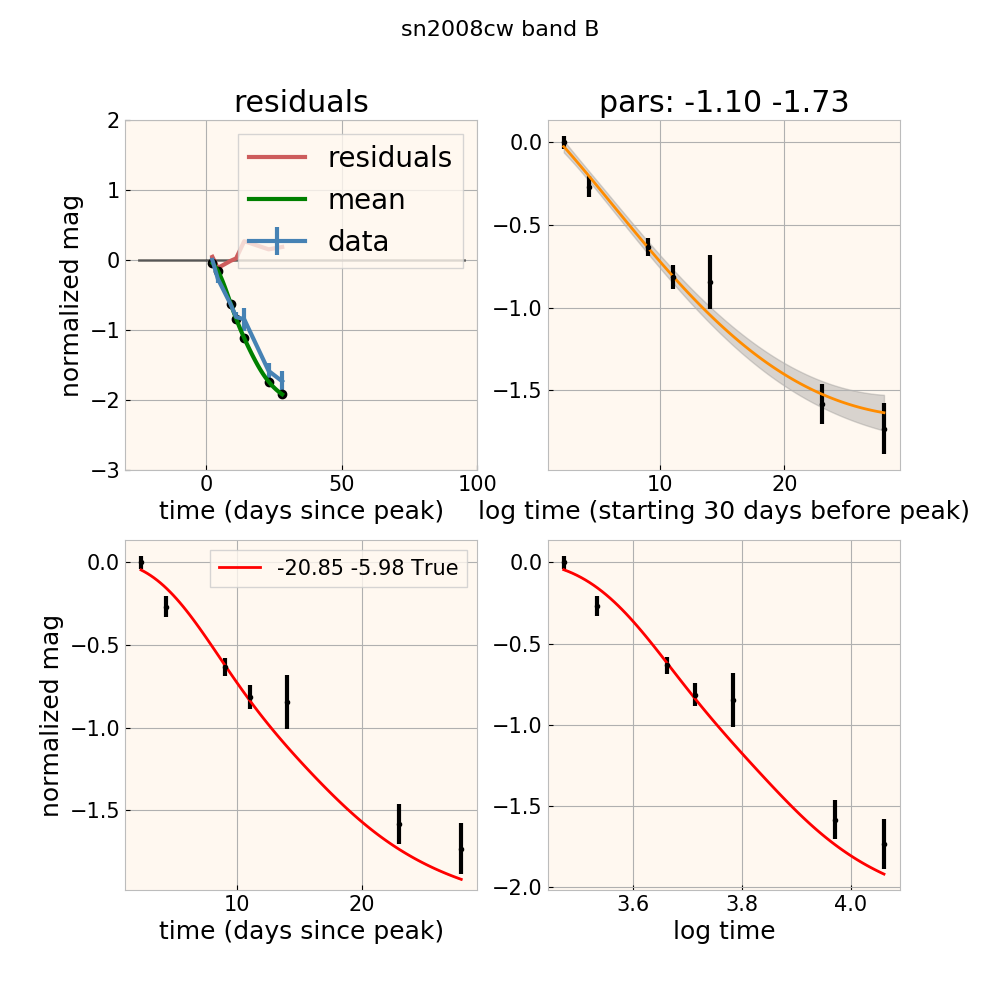 sn2008cw band B
residuals
pars: -1.10 -1.73
normalized mag
2
1
0
−1
−2
−3
residuals
mean
data
0
50
100
time (days since peak)
0.0
−0.5
−1.0
−1.5
10
20
log time (starting 30 days before peak)
normalized mag
0.0
−0.5
−1.0
−1.5
-20.85 -5.98 True
10
20
time (days since peak)
0.0
−0.5
−1.0
−1.5
−2.0
3.6
3.8
4.0
log time